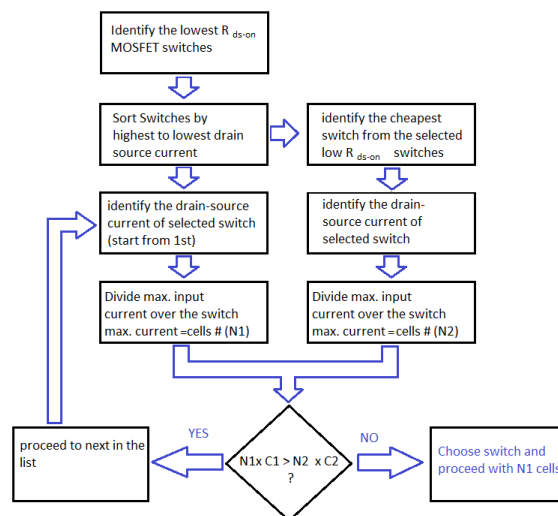 Identify the lowest R ds-on
MOSFET switches
Sort Switches by
highest to lowest drain
source current
identify the cheapest
switch from the selected
low R ds-on switches
identify the drain-source
current of selected switch
(start from 1st)
identify the drain-
source current of
selected switch
Divide max. input
current over the switch
max. current =cells # (N1)
Divide max. input
current over the switch
max. current =cells # (N2)
proceed to next in the
list
YES
N1x C1 > N2 x C2
?
NO
Choose switch and
proceed with N1 cells